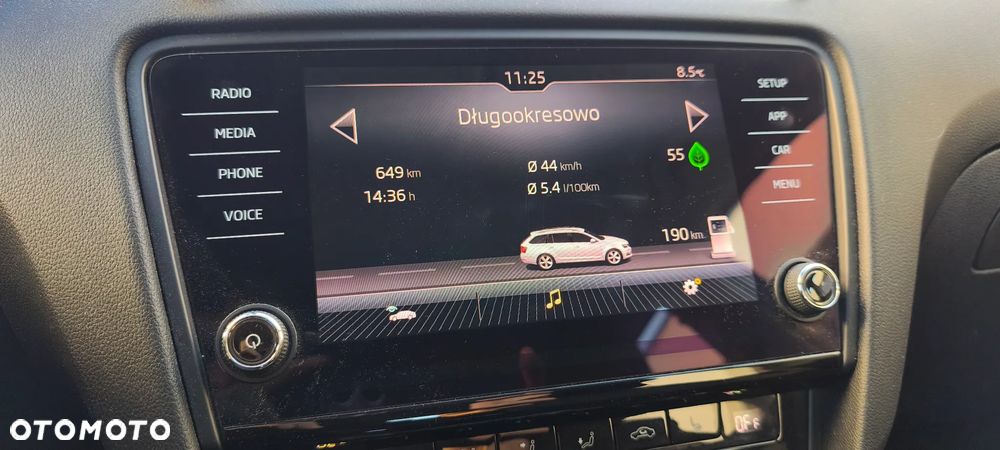 11:25
8.5°C
RADIO
MEDIA
PHONE
VOICE
SETUP
APP
CAR
MENU
Długookresowo
649 km
14:36 h
Ø 44 km/h
Ø 5.4 l/100km
55
190 km
OTOMOTO